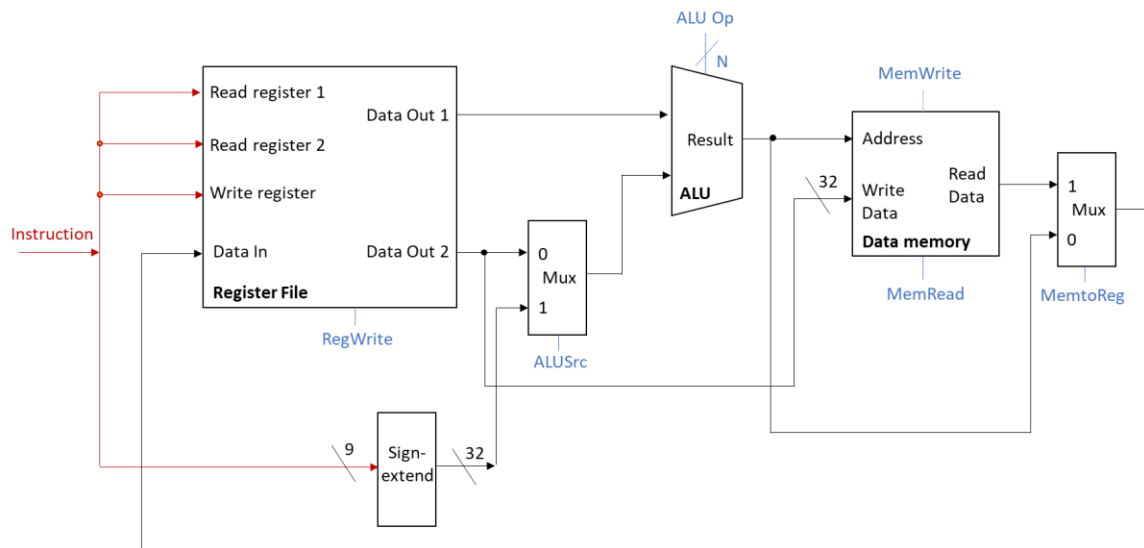 ALU Op
N
MemWrite
Read register 1
Data Out 1
Read register 2
Result
Address
Write register
Read
Data
32
Write
Data
1
Mux
0
ALU
Instruction
Data In
Data Out 2
0
Mux
1
Data memory
Register File
MemRead
MemtoReg
RegWrite
ALUSrc
9
Sign-
extend
32